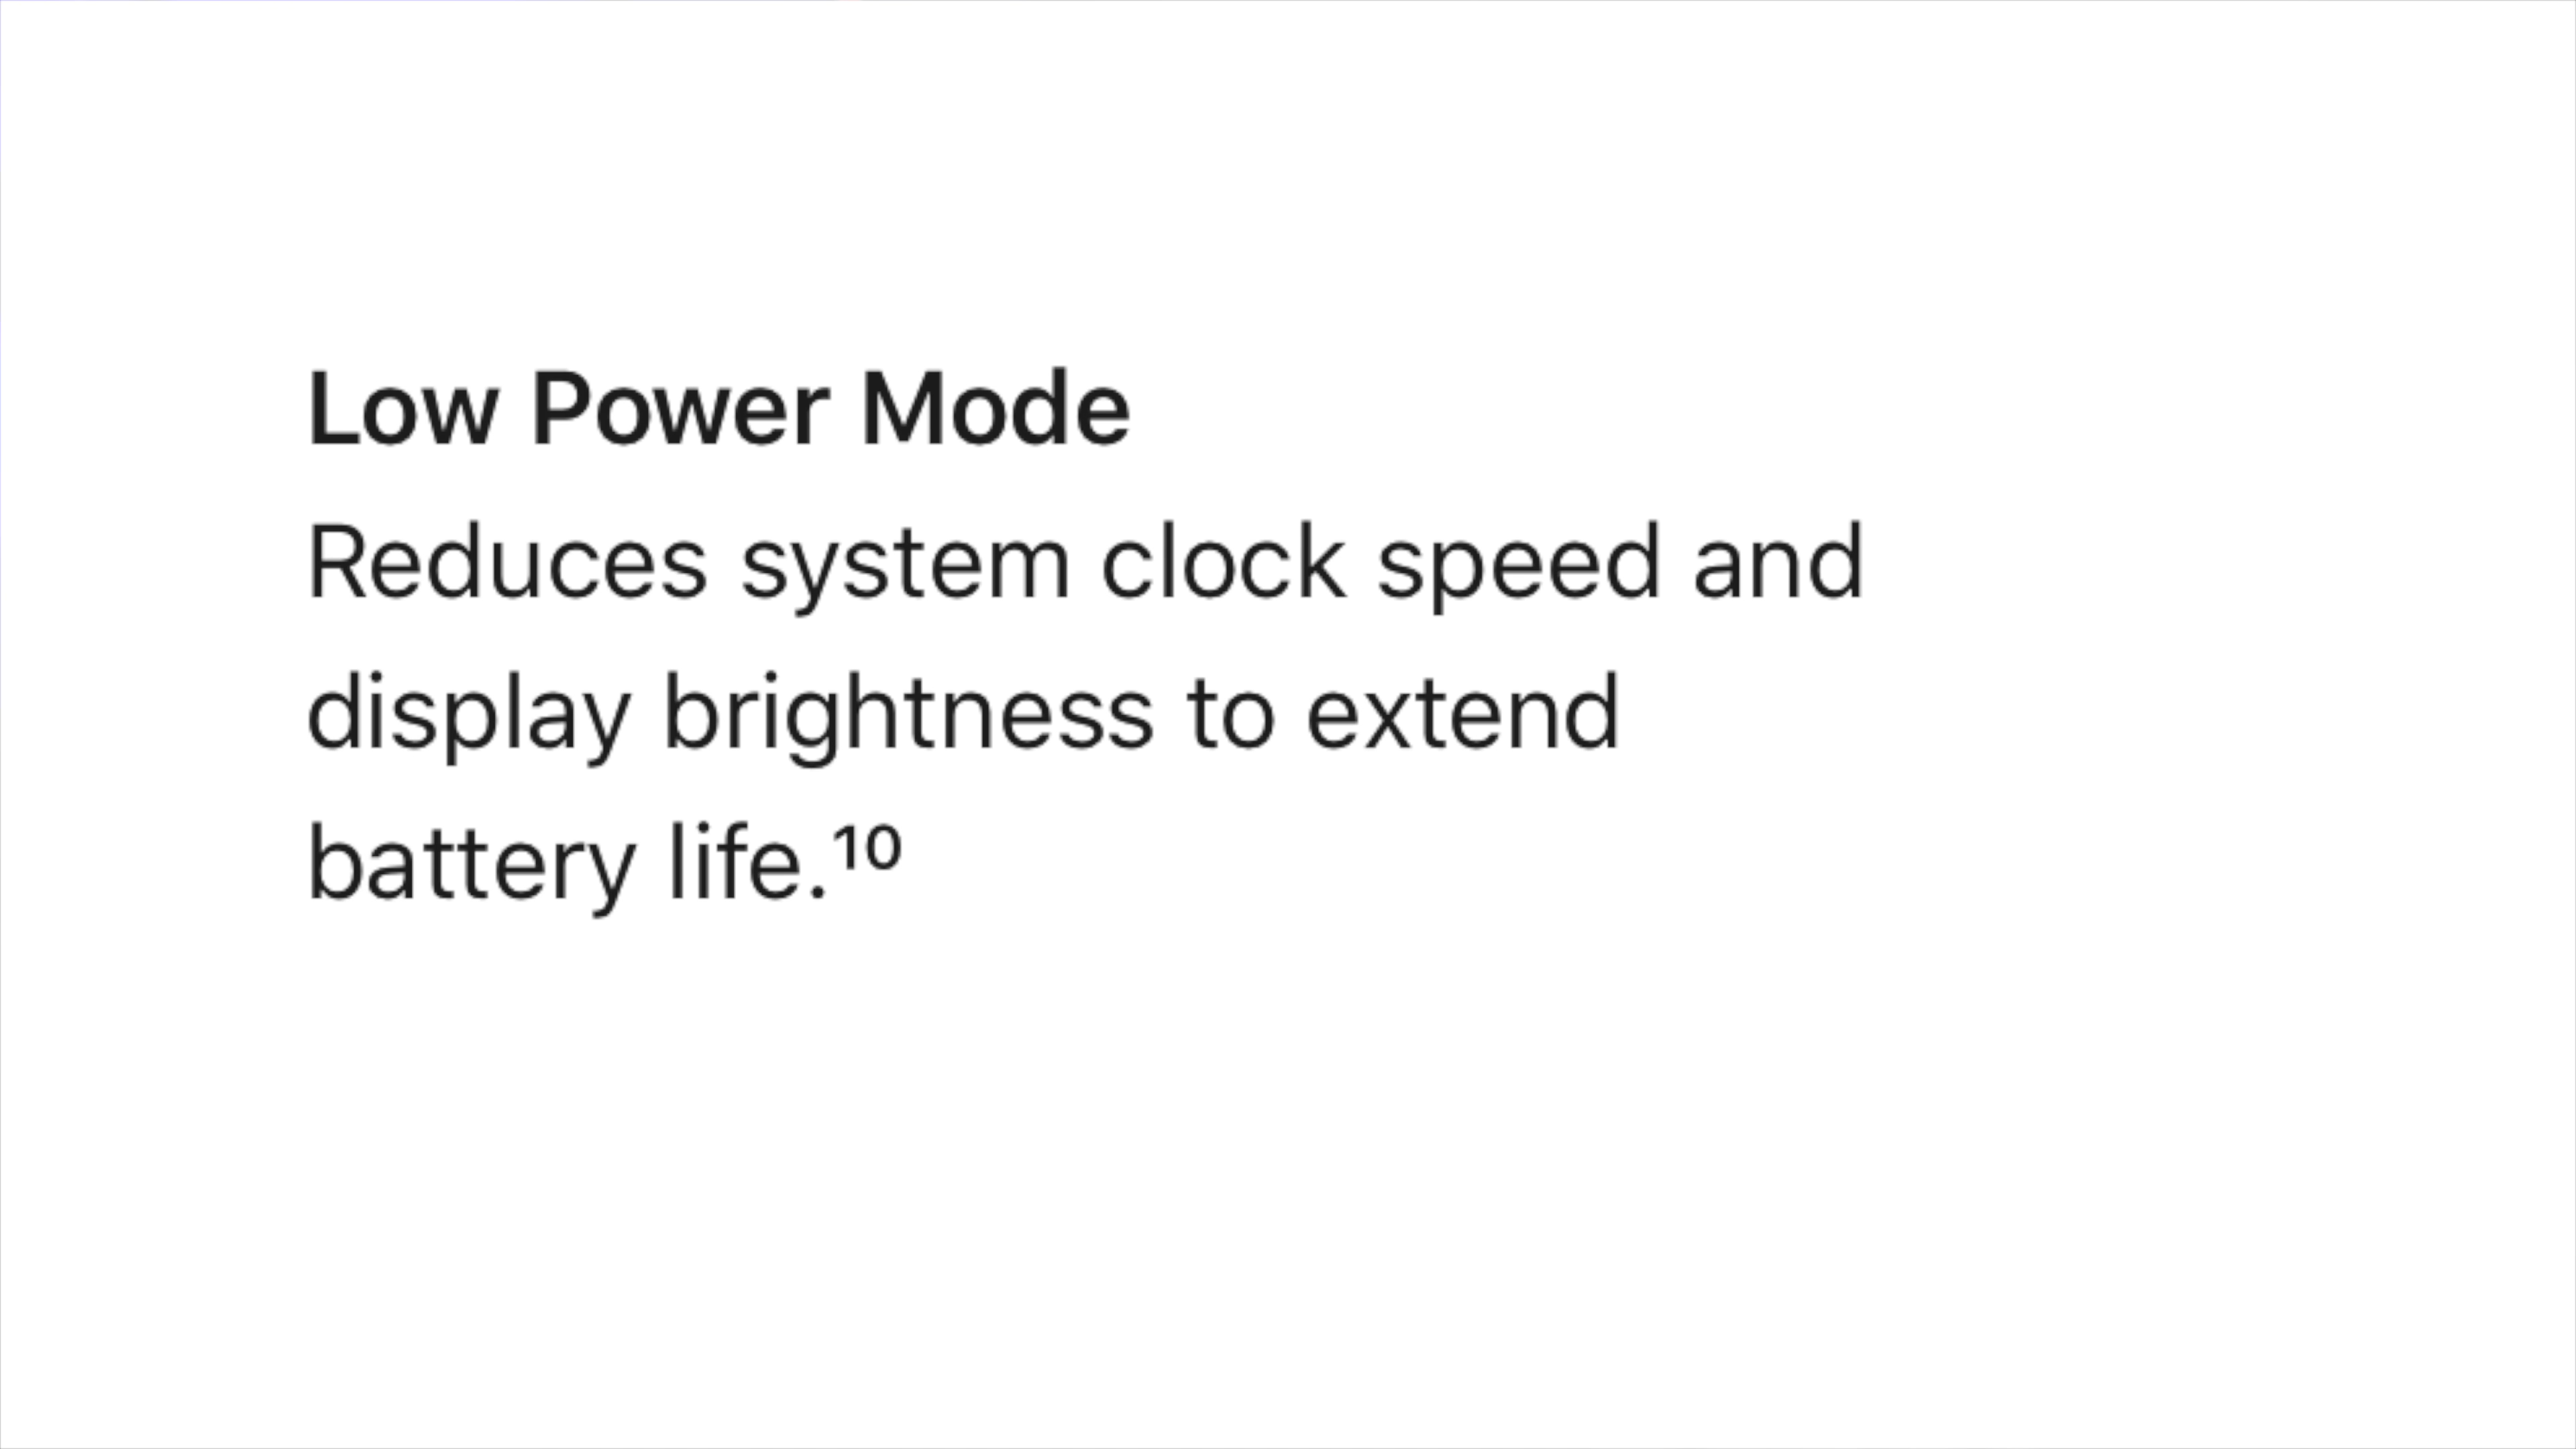 Low Power Mode
Reduces system clock speed and
display brightness to extend
battery life.¹⁰